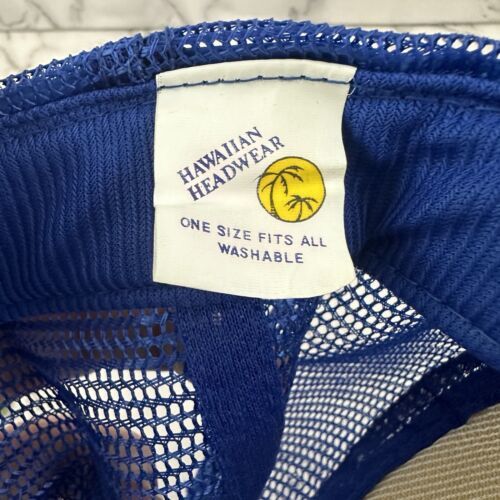 HAWAIIAN
HEADWEAR
ONE SIZE FITS ALL
WASHABLE